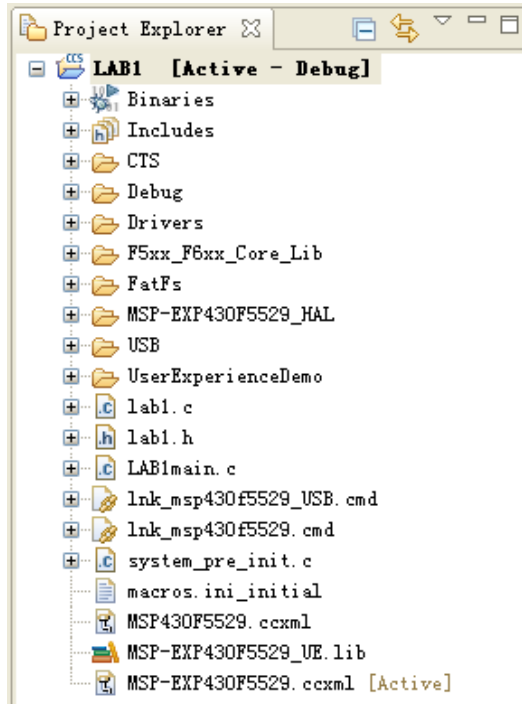 Project Explorer
LAB1 [Active - Debug]
Binaries
Includes
CTS
Debug
Drivers
F5xx_F6xx_Core_Lib
FatFs
MSP-EXP430F5529_HAL
USB
UserExperienceDemo
lab1.c
lab1.h
LAB1main.c
lnk_msp430f5529_USB.cmd
lnk_msp430f5529.cmd
system_pre_init.c
macros.ini_initial
MSP430F5529.ccxml
MSP-EXP430F5529_UE.lib
MSP-EXP430F5529.ccxml [Active]